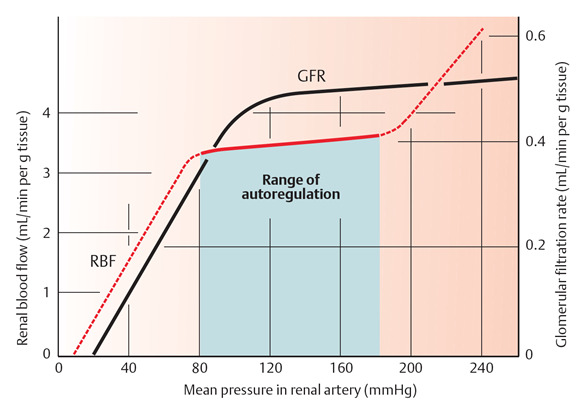 GFR
RBF
Range of
autoregulation
Renal blood flow (mL/min per g tissue)
4
3
2
1
0
Glomerular filtration rate (mL/min per g tissue)
0.6
0.4
0.2
0
0
40
80
120
160
200
240
Mean pressure in renal artery (mmHg)